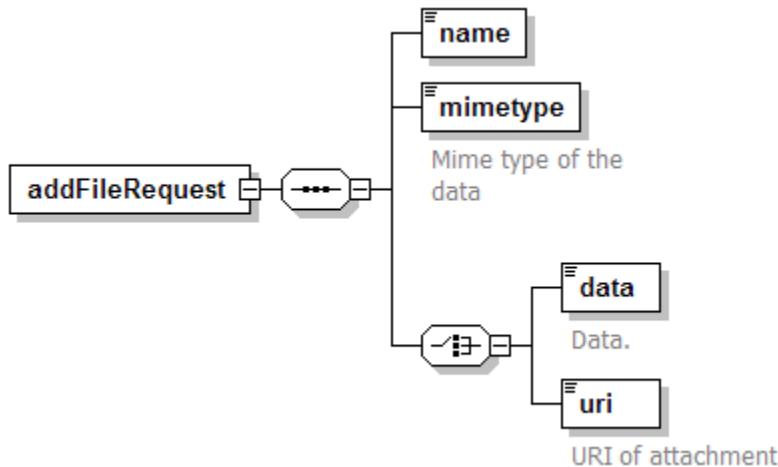 name
mimetype
Mime type of the
data
addFileRequest
data
Data.
uri
URI of attachment